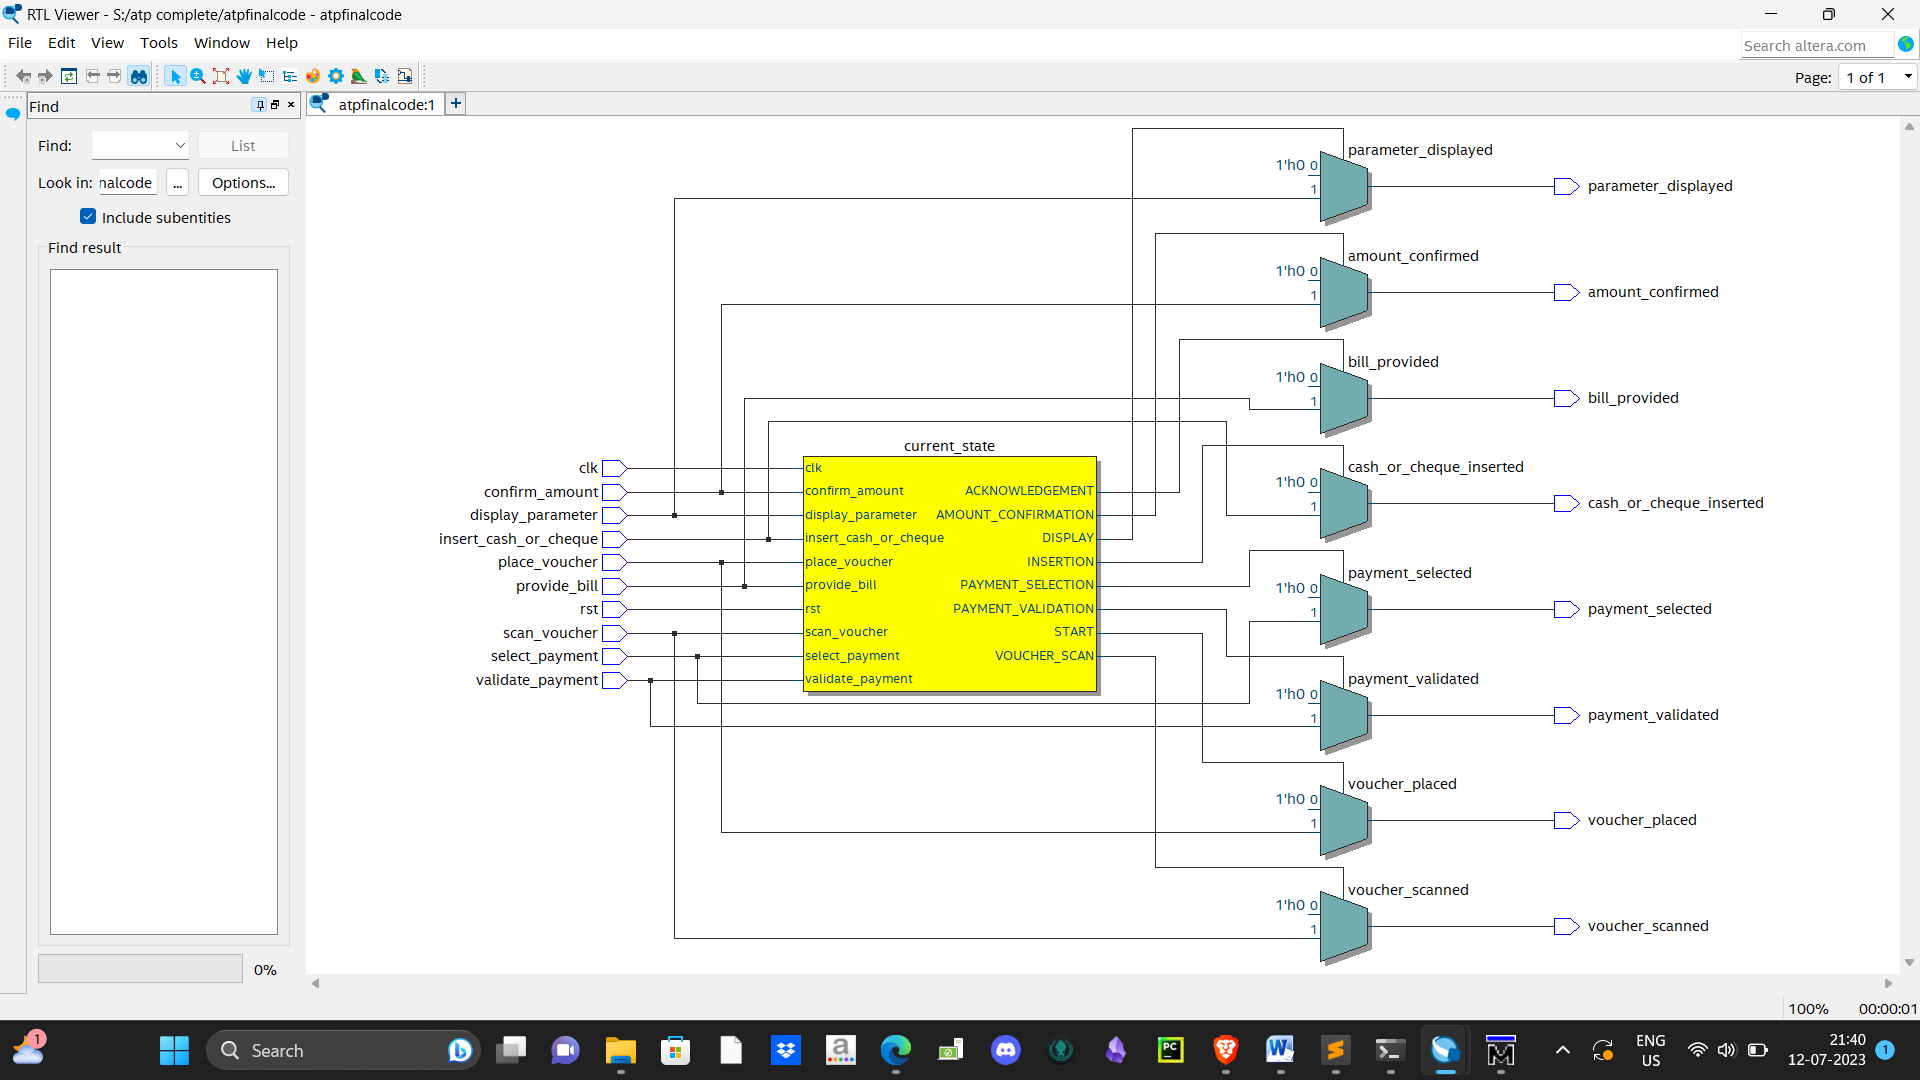 RTL Viewer - S:/atp complete/atpfinalcode - atpfinalcode
File Edit View Tools Window Help
Search altera.com
Page: 1 of 1
Find
atpfinalcode:1
Find:
List
Look in: nalcode ... Options...
Include subentities
Find result
0%
parameter_displayed
1'h0 0
1
parameter_displayed
amount_confirmed
1'h0 0
1
amount_confirmed
bill_provided
1'h0 0
1
bill_provided
cash_or_cheque_inserted
1'h0 0
1
cash_or_cheque_inserted
payment_selected
1'h0 0
1
payment_selected
payment_validated
1'h0 0
1
payment_validated
voucher_placed
1'h0 0
1
voucher_placed
voucher_scanned
1'h0 0
1
voucher_scanned
current_state
clk
confirm_amount
display_parameter
insert_cash_or_cheque
place_voucher
provide_bill
rst
scan_voucher
select_payment
validate_payment
clk
confirm_amount
display_parameter
insert_cash_or_cheque
place_voucher
provide_bill
rst
scan_voucher
select_payment
validate_payment
ACKNOWLEDGEMENT
AMOUNT_CONFIRMATION
DISPLAY
INSERTION
PAYMENT_SELECTION
PAYMENT_VALIDATION
START
VOUCHER_SCAN
100% 00:00:01
1
Search
a
PC
W
ENG
US
21:40
12-07-2023
1